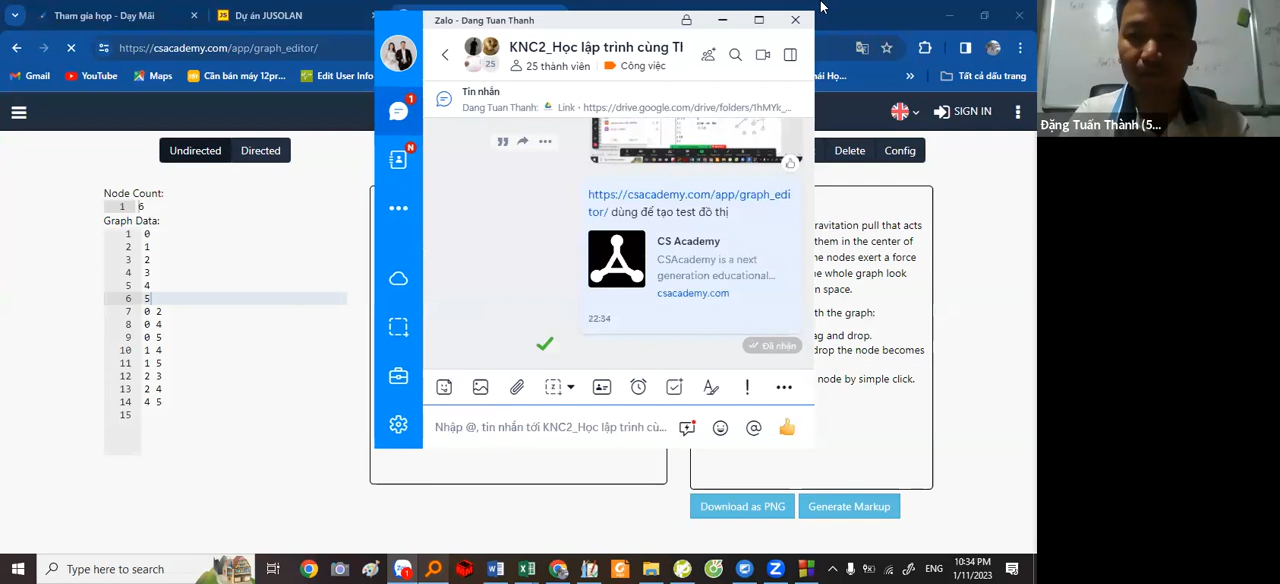 Tham gia họp - Dạy Mãi
JS Dự án JUSOLAN
https://csacademy.com/app/graph_editor/
Gmail
YouTube
Maps
Cần bán máy 12pr...
Edit User Info
Tất cả dấu trang
SIGN IN
Undirected
Directed
Delete
Config
Node Count:
1 6
Graph Data:
1 0
2 1
3 2
4 3
5 4
6 5
7 0 2
8 0 4
9 0 5
10 1 4
11 1 5
12 2 3
13 2 4
14 4 5
15
Zalo - Dang Tuan Thanh
KNC2_Học lập trình cùng TI
25
25 thành viên
Công việc
Tin nhắn
Dang Tuan Thanh: Link · https://drive.google.com/drive/folders/1hMYk_...
1
N
https://csacademy.com/app/graph_edi
tor/ dùng để tạo test đồ thị
CS Academy
CSAcademy is a next
generation educational...
csacademy.com
22:34
Đã nhận
Nhập @, tin nhắn tới KNC2_Học lập trình cù...
gravitation pull that acts
them in the center of
he nodes exert a force
he whole graph look
n space.
th the graph:
ag and drop.
drop the node becomes
node by simple click.
Download as PNG
Generate Markup
Đặng Tuấn Thành (5...
Type here to search
ENG
10:34 PM
1/11/2023